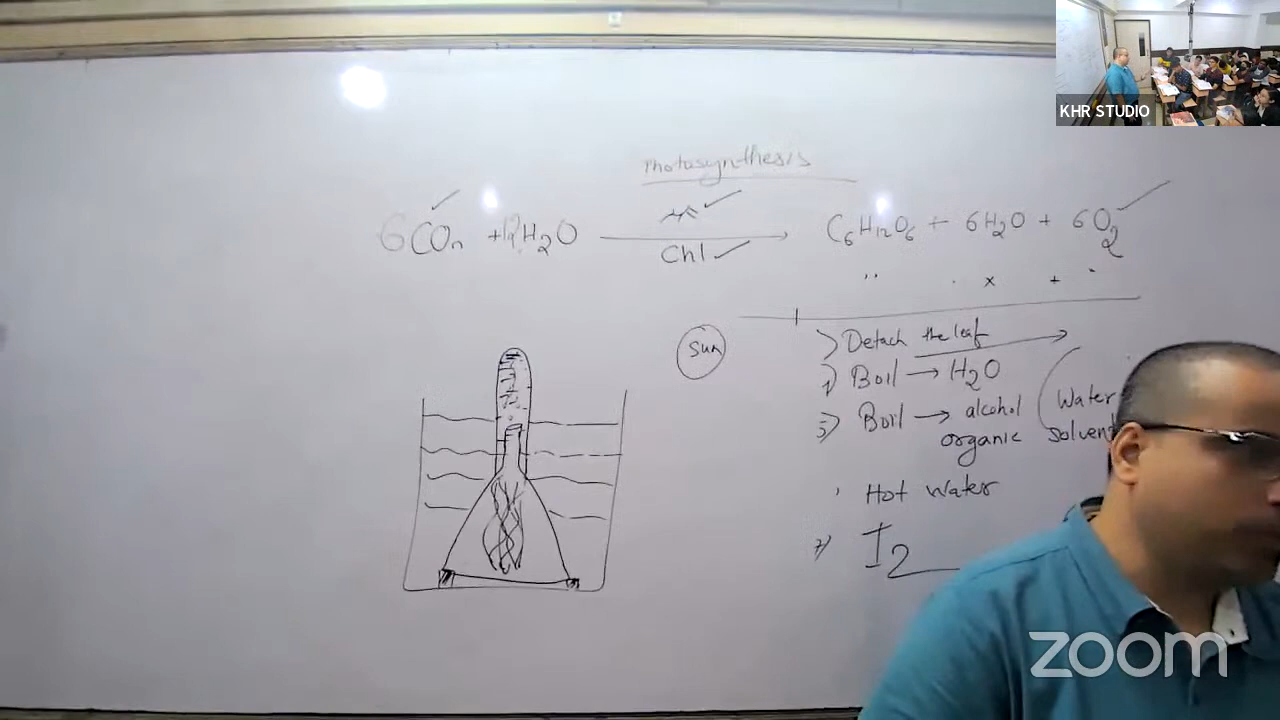 KHR STUDIO
Photosynthesis
6CO₂ + 12H₂O ⟶ C₆H₁₂O₆ + 6H₂O + 6O₂
Chl
x +
Sun
Detach the leaf
Boil → H₂O
Boil → alcohol (Water
organic solvent
Hot Water
I₂
zoom